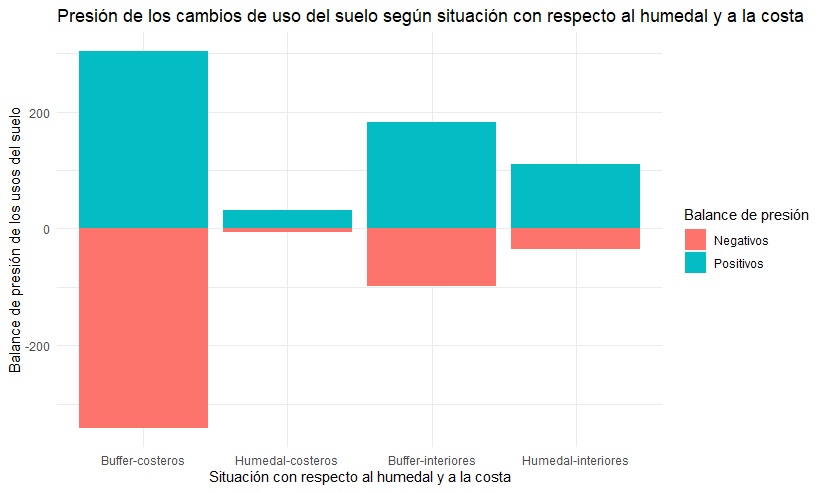 Presión de los cambios de uso del suelo según situación con respecto al humedal y a la costa
Balance de presión de los usos del suelo
200
0
-200
Buffer-costeros
Humedal-costeros
Buffer-interiores
Humedal-interiores
Situación con respecto al humedal y a la costa
Balance de presión
Negativos
Positivos